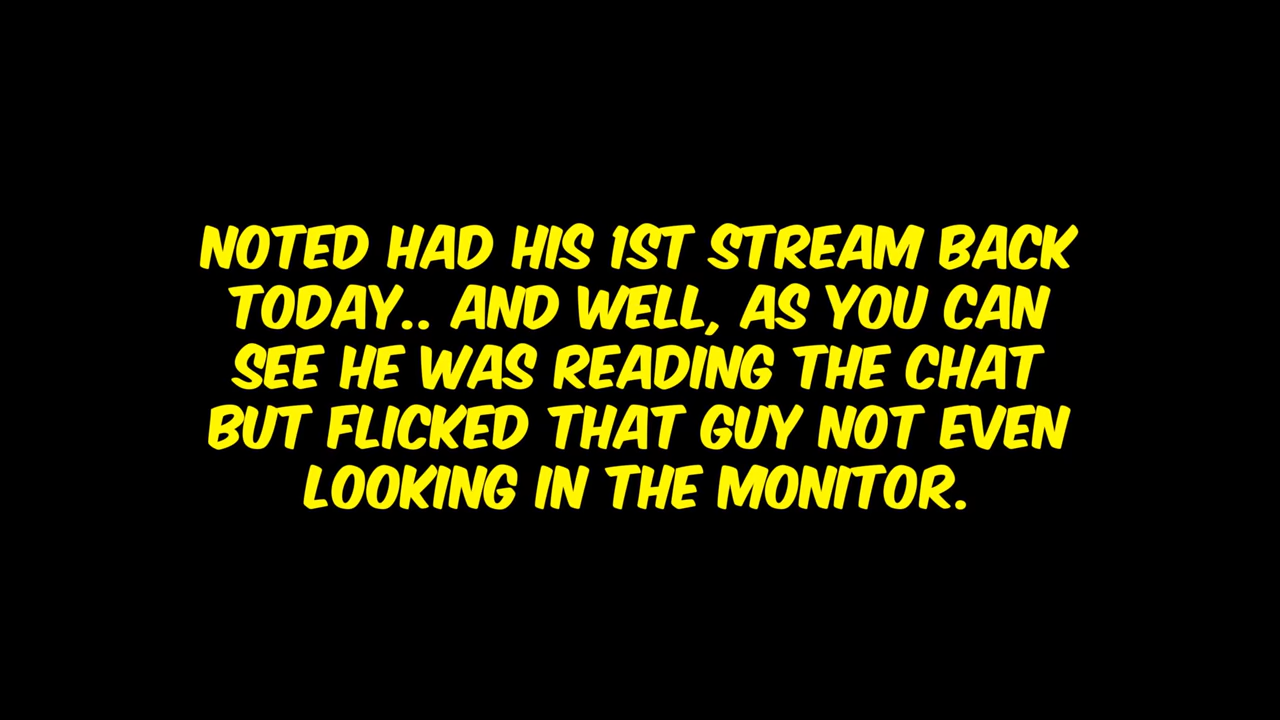 NOTED HAD HIS 1ST STREAM BACK
TODAY.. AND WELL, AS YOU CAN
SEE HE WAS READING THE CHAT
BUT FLICKED THAT GUY NOT EVEN
LOOKING IN THE MONITOR.